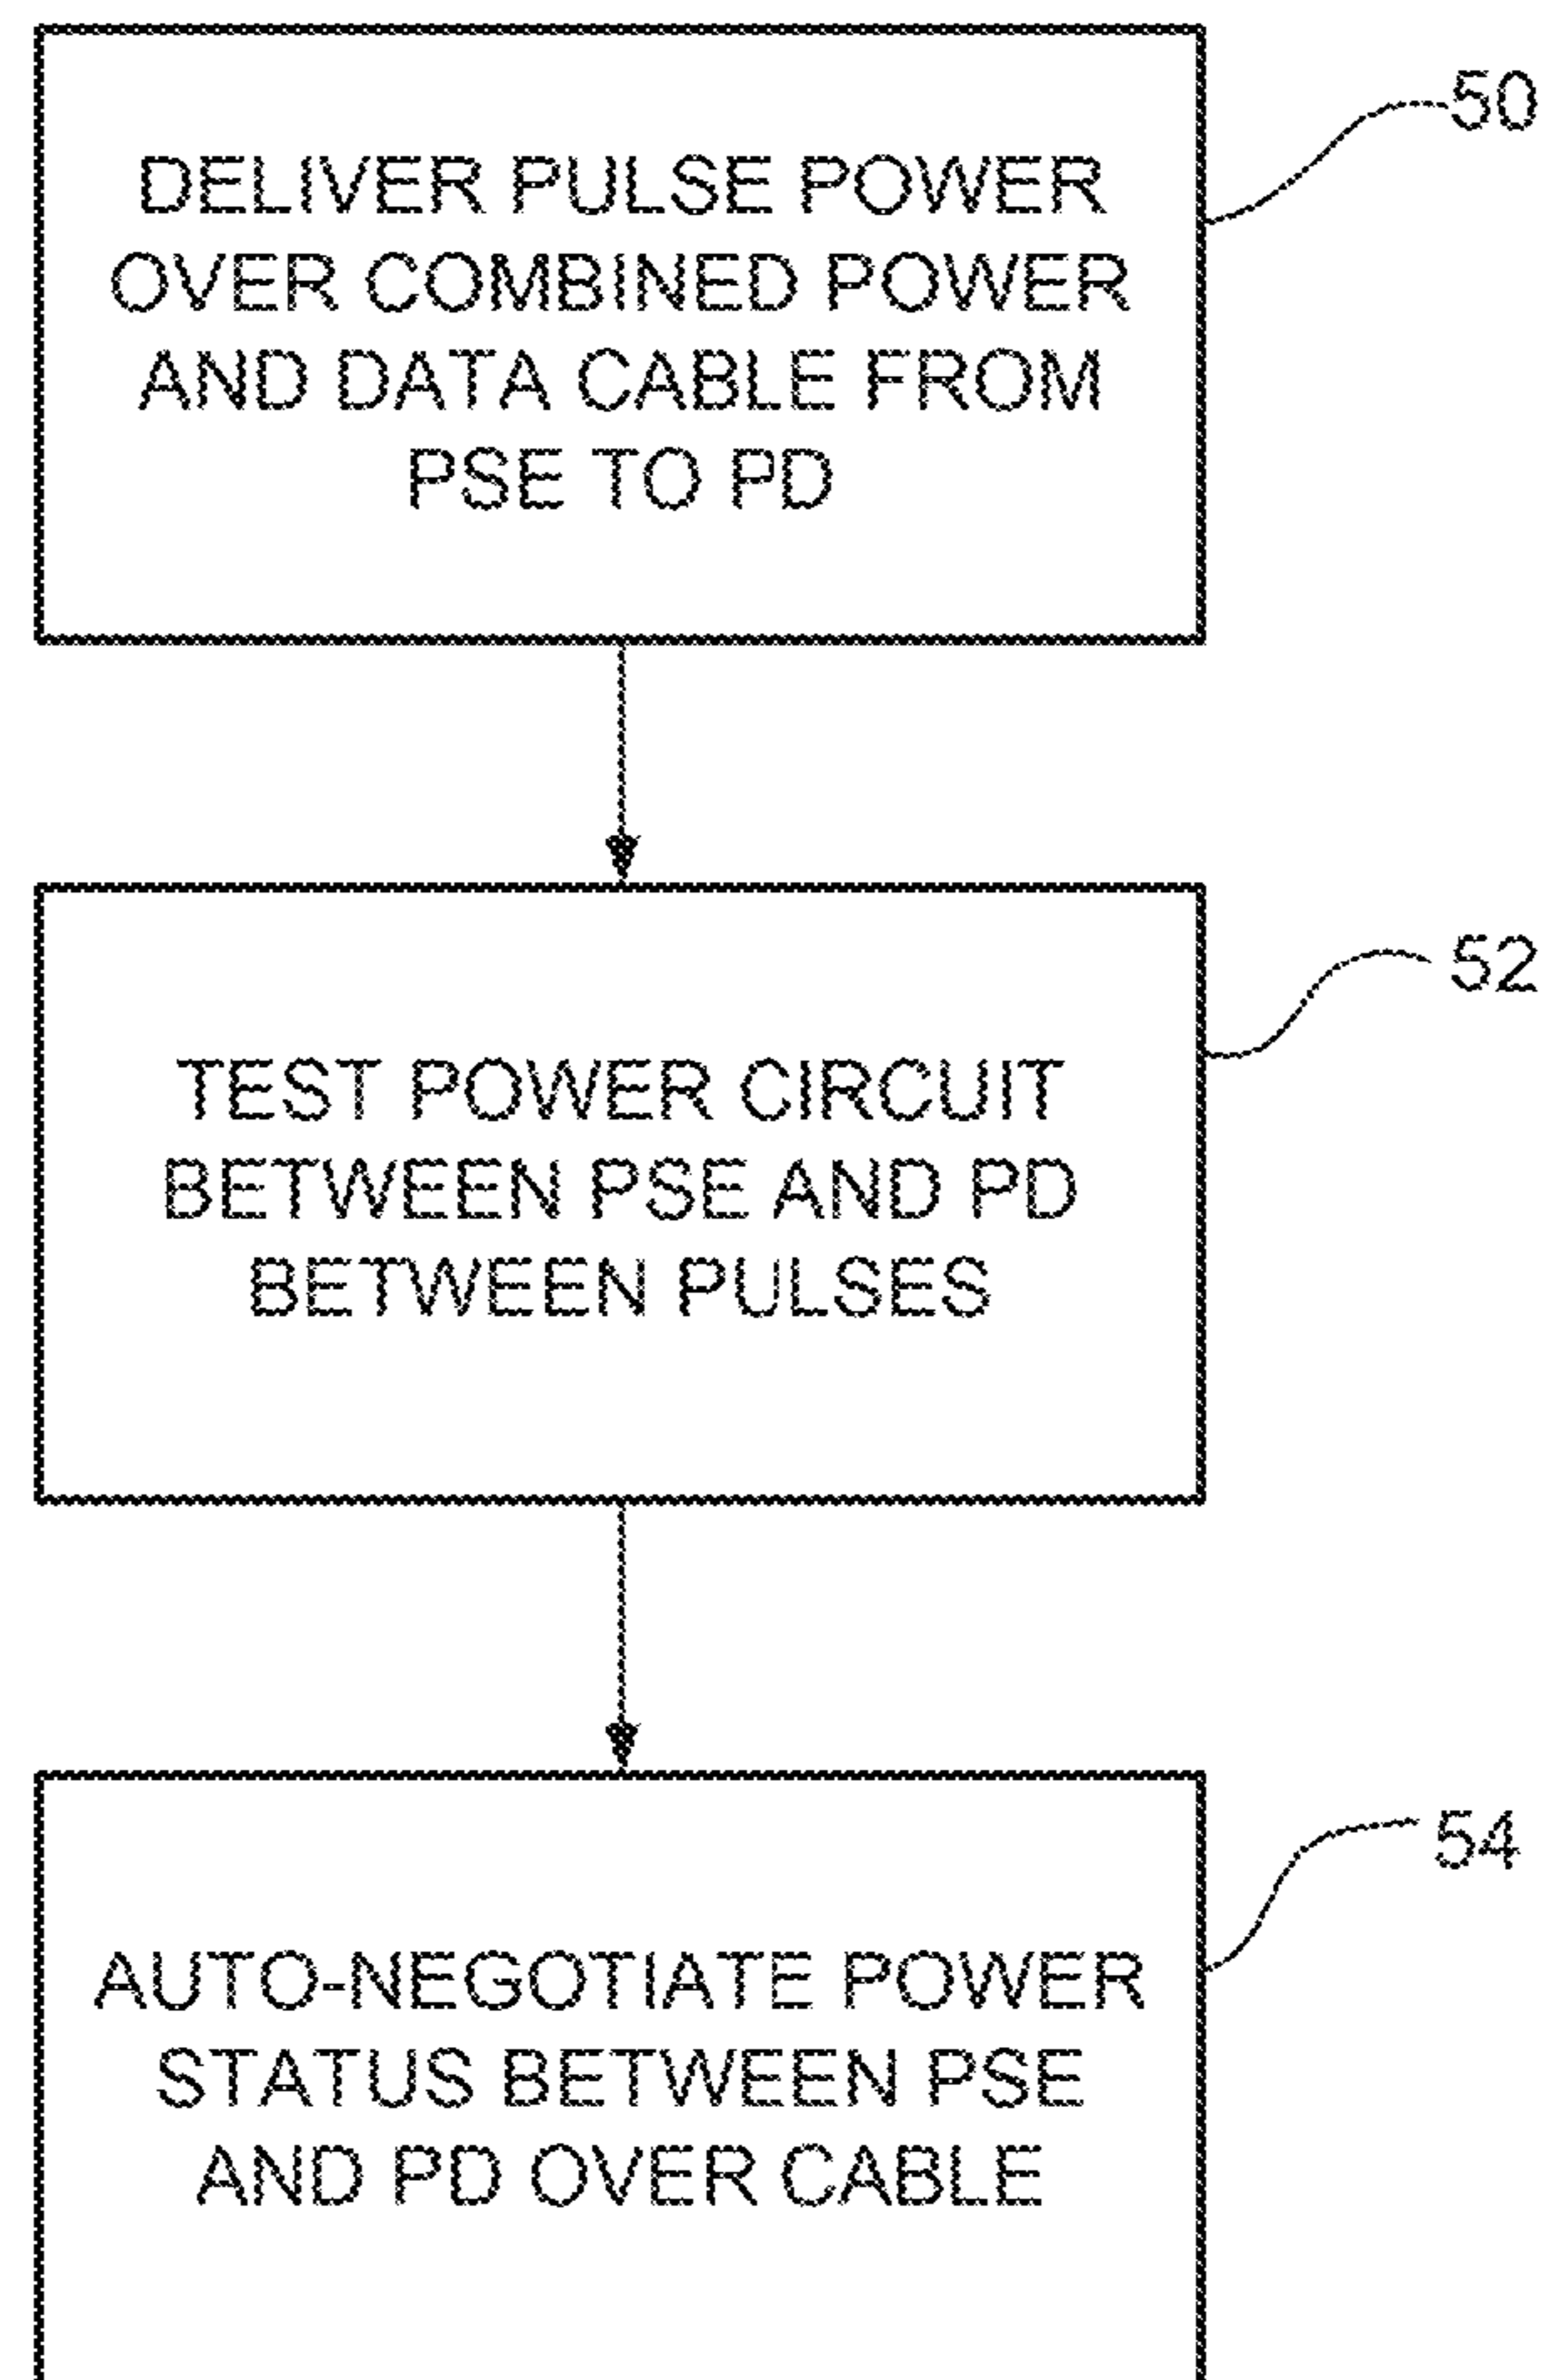 DELIVER PULSE POWER
OVER COMBINED POWER
AND DATA CABLE FROM
PSE TO PD
50
TEST POWER CIRCUIT
BETWEEN PSE AND PD
BETWEEN PULSES
52
AUTO-NEGOTIATE POWER
STATUS BETWEEN PSE
AND PD OVER CABLE
54